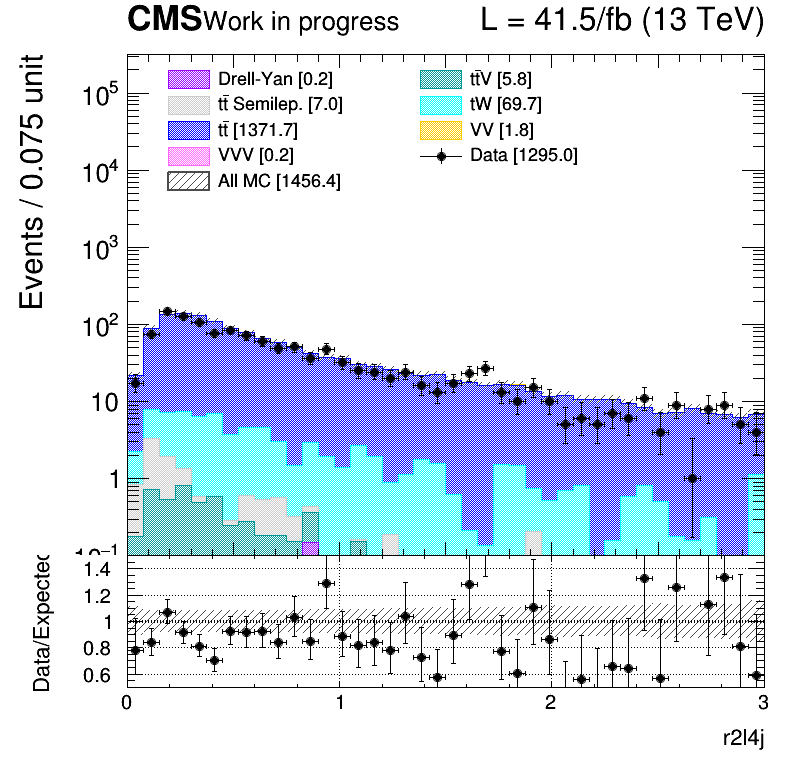 CMS Work in progress L = 41.5/fb (13 TeV)
Events / 0.075 unit
Drell-Yan [0.2]
tt̄ Semilep. [7.0]
tt̄ [1371.7]
VVV [0.2]
All MC [1456.4]
tt̄V [5.8]
tW [69.7]
VV [1.8]
Data [1295.0]
10⁵
10⁴
10³
10²
10
1
10⁻¹
Data/Expected
1.4
1.2
1
0.8
0.6
0 1 2 3
r2l4j